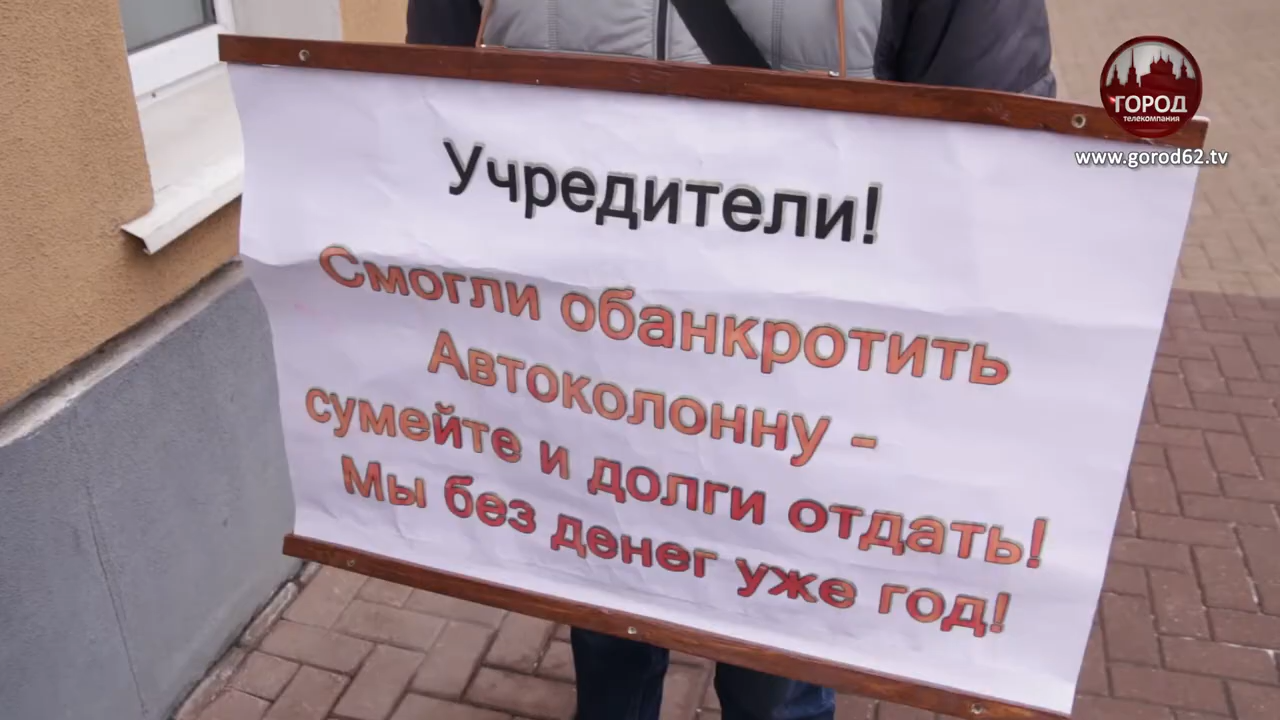 ГОРОД
телекомпания
www.gorod62.tv
Учредители!
Смогли обанкротить
Автоколонну -
сумейте и долги отдать!
Мы без денег уже год!